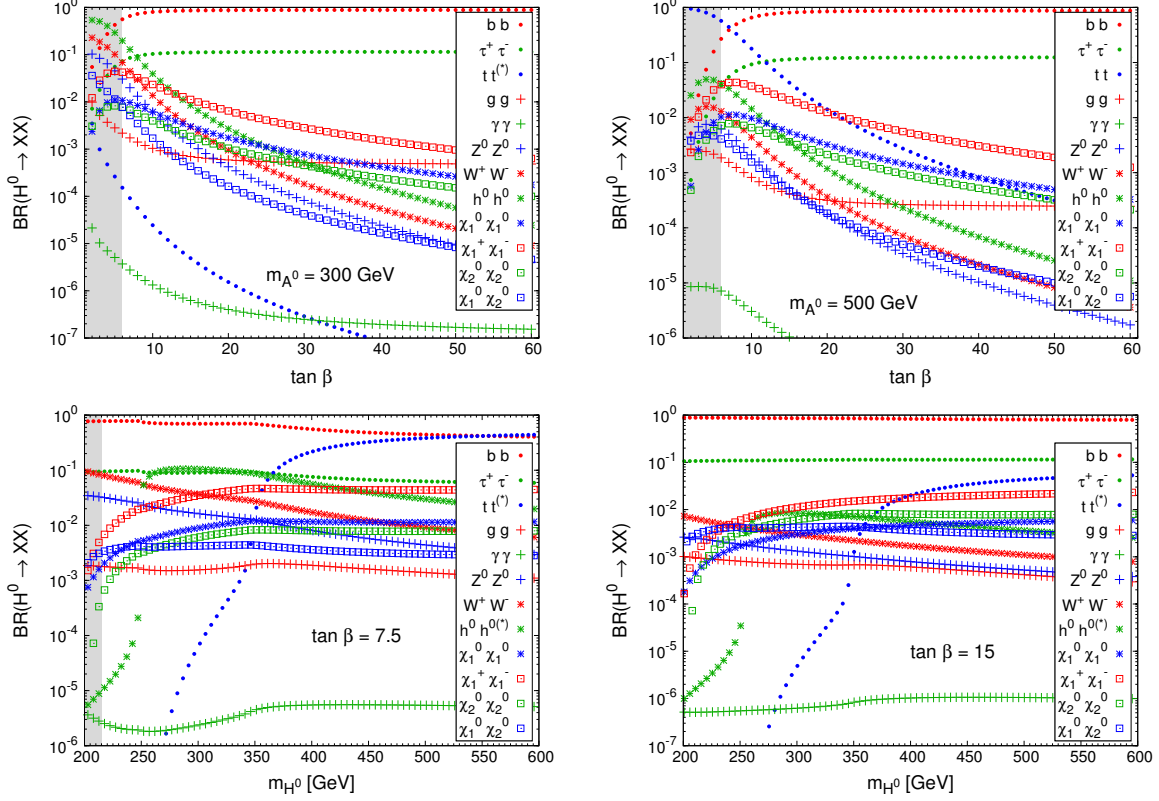 BR(H⁰ → XX)
10⁰
10⁻¹
10⁻²
10⁻³
10⁻⁴
10⁻⁵
10⁻⁶
10⁻⁷
10 20 30 40 50 60
tan β
m_A⁰ = 300 GeV
b b
τ⁺ τ⁻
t t⁽*⁾
g g
γ γ
Z⁰ Z⁰
W⁺ W⁻
h⁰ h⁰
χ₁⁰ χ₁⁰
χ₁⁺ χ₁⁻
χ₂⁰ χ₂⁰
χ₁⁰ χ₂⁰
BR(H⁰ → XX)
10⁰
10⁻¹
10⁻²
10⁻³
10⁻⁴
10⁻⁵
10⁻⁶
10 20 30 40 50 60
tan β
m_A⁰ = 500 GeV
b b
τ⁺ τ⁻
t t
g g
γ γ
Z⁰ Z⁰
W⁺ W⁻
h⁰ h⁰
χ₁⁰ χ₁⁰
χ₁⁺ χ₁⁻
χ₂⁰ χ₂⁰
χ₁⁰ χ₂⁰
BR(H⁰ → XX)
10⁰
10⁻¹
10⁻²
10⁻³
10⁻⁴
10⁻⁵
10⁻⁶
200 250 300 350 400 450 500 550 600
m_H⁰ [GeV]
tan β = 7.5
b b
τ⁺ τ⁻
t t⁽*⁾
g g
γ γ
Z⁰ Z⁰
W⁺ W⁻
h⁰ h⁰⁽*⁾
χ₁⁰ χ₁⁰
χ₁⁺ χ₁⁻
χ₂⁰ χ₂⁰
χ₁⁰ χ₂⁰
BR(H⁰ → XX)
10⁰
10⁻¹
10⁻²
10⁻³
10⁻⁴
10⁻⁵
10⁻⁶
10⁻⁷
200 250 300 350 400 450 500 550 600
m_H⁰ [GeV]
tan β = 15
b b
τ⁺ τ⁻
t t⁽*⁾
g g
γ γ
Z⁰ Z⁰
W⁺ W⁻
h⁰ h⁰⁽*⁾
χ₁⁰ χ₁⁰
χ₁⁺ χ₁⁻
χ₂⁰ χ₂⁰
χ₁⁰ χ₂⁰